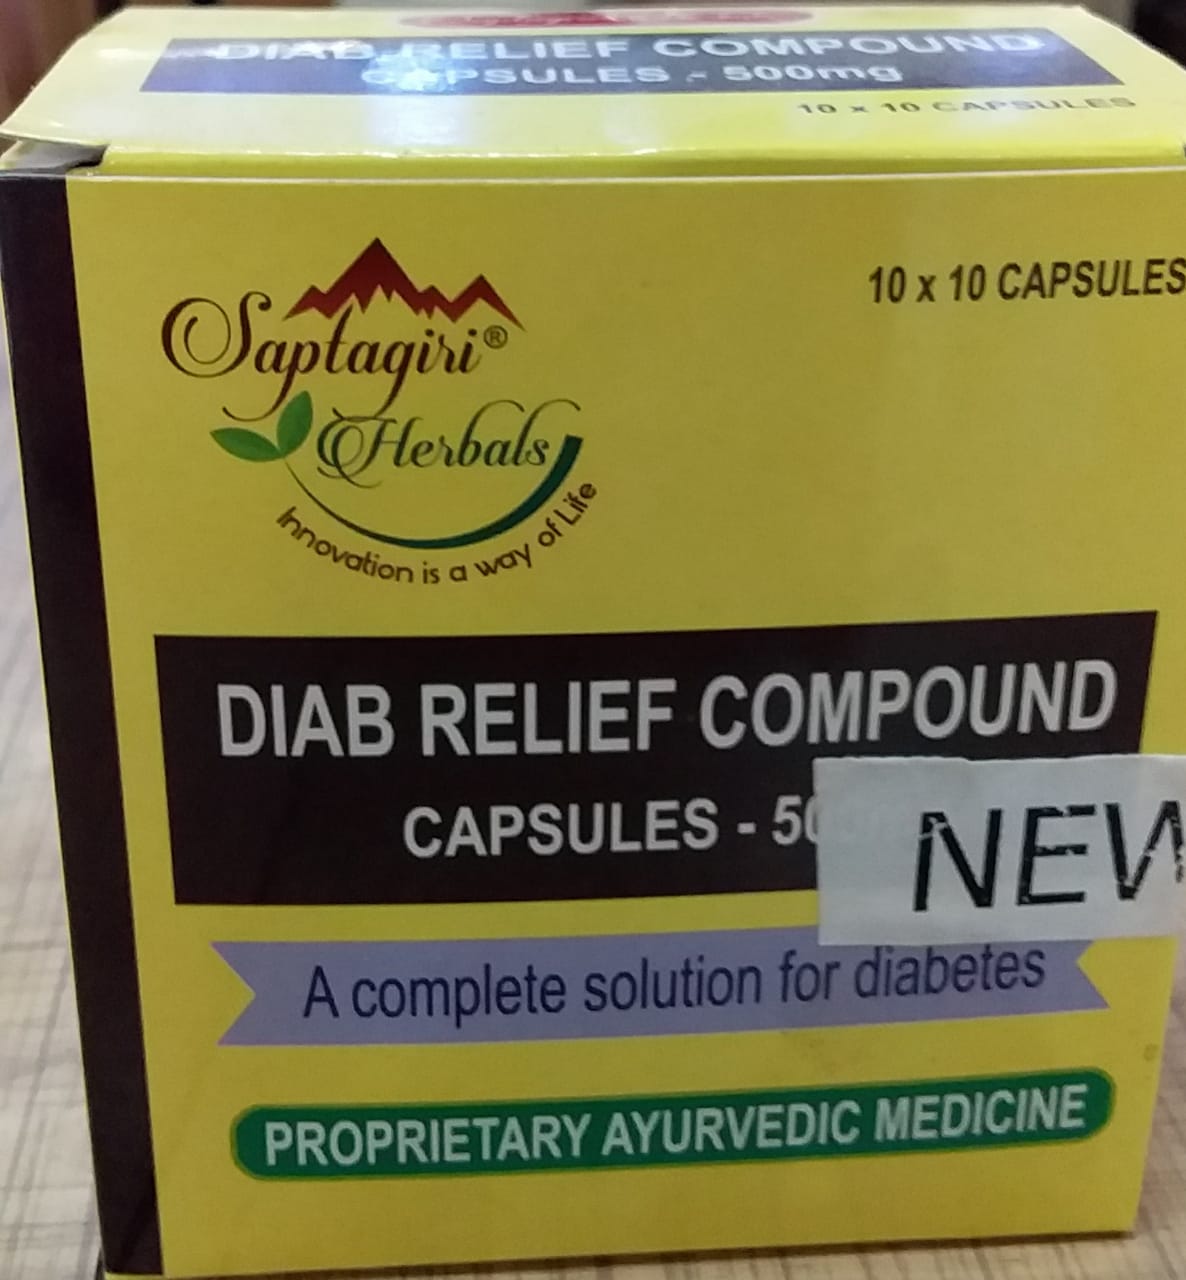 DIAB RELIEF COMPOUND
CAPSULES - 500mg
10 x 10 CAPSULES
10 x 10 CAPSULES
Saptagiri®
Herbals
Innovation is a way of Life
DIAB RELIEF COMPOUND
CAPSULES - 50
NEW
A complete solution for diabetes
PROPRIETARY AYURVEDIC MEDICINE